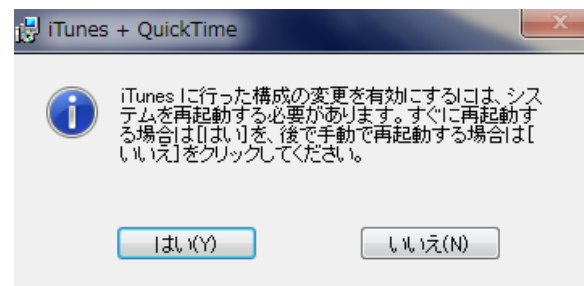 iTunes + QuickTime
iTunes に行った構成の変更を有効にするには、シス
テムを再起動する必要があります。すぐに再起動す
る場合は[はい]を、後で手動で再起動する場合は[
いいえ]をクリックしてください。
はい(Y)
いいえ(N)